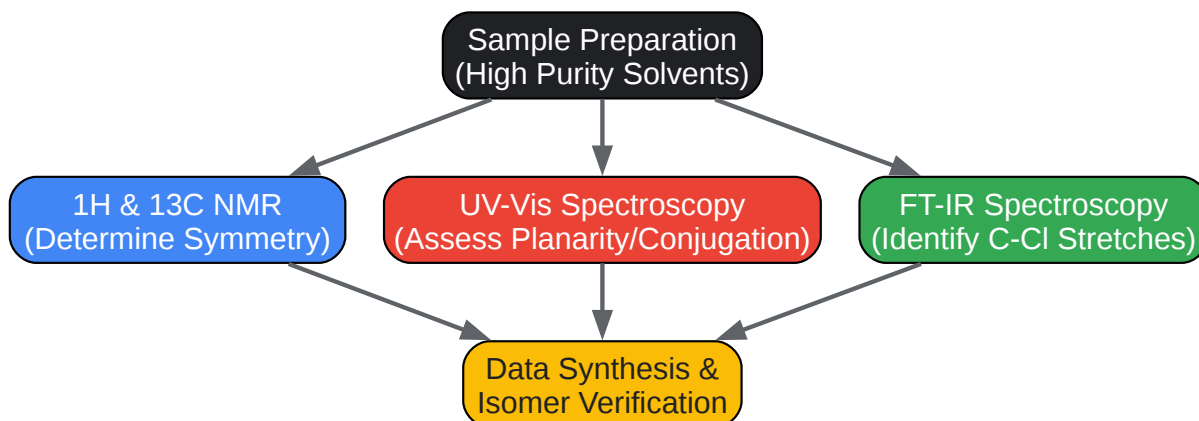 Sample Preparation
(High Purity Solvents)
1H & 13C NMR
(Determine Symmetry)
UV-Vis Spectroscopy
(Assess Planarity/Conjugation)
FT-IR Spectroscopy
(Identify C-Cl Stretches)
Data Synthesis &
Isomer Verification